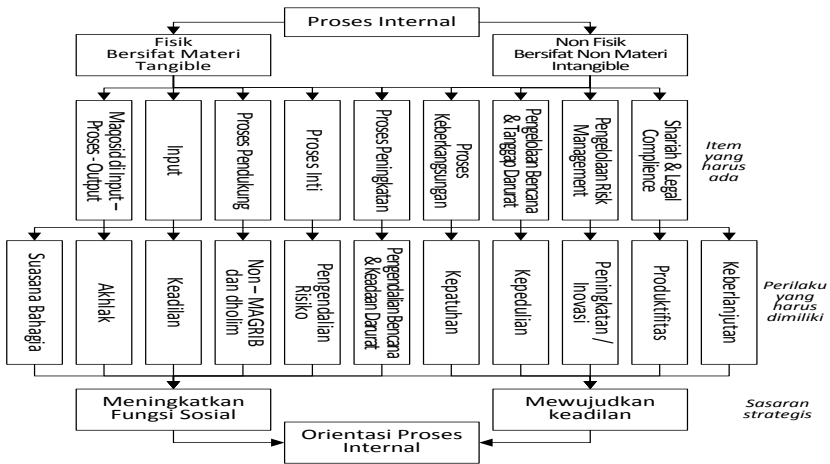 Proses Internal
Fisik
Bersifat Materi
Tangible
Non Fisik
Bersifat Non Materi
Intangible
Maqosid di Input –
Proses - Output
Input
Proses Pendukung
Proses Inti
Proses Peningkatan
Proses
Keberkangsungan
Pengelolaan Bencana
& Tanggap Darurat
Pengelolaan Risk
Management
Shariah & Legal
Complience
Item
yang
harus
ada
Suasana Bahagia
Akhlak
Keadilan
Non – MAGRIB
dan dholim
Pengendalian
Risiko
Pengendalian Bencana
& Keadaan Darurat
Kepatuhan
Kepedulian
Peningkatan /
Inovasi
Produktifitas
Keberlanjutan
Perilaku
yang
harus
dimiliki
Meningkatkan
Fungsi Sosial
Mewujudkan
keadilan
Sasaran
strategis
Orientasi Proses
Internal